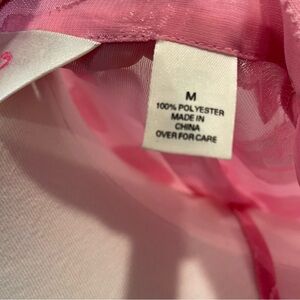 M
100% POLYESTER
MADE IN
CHINA
OVER FOR CARE